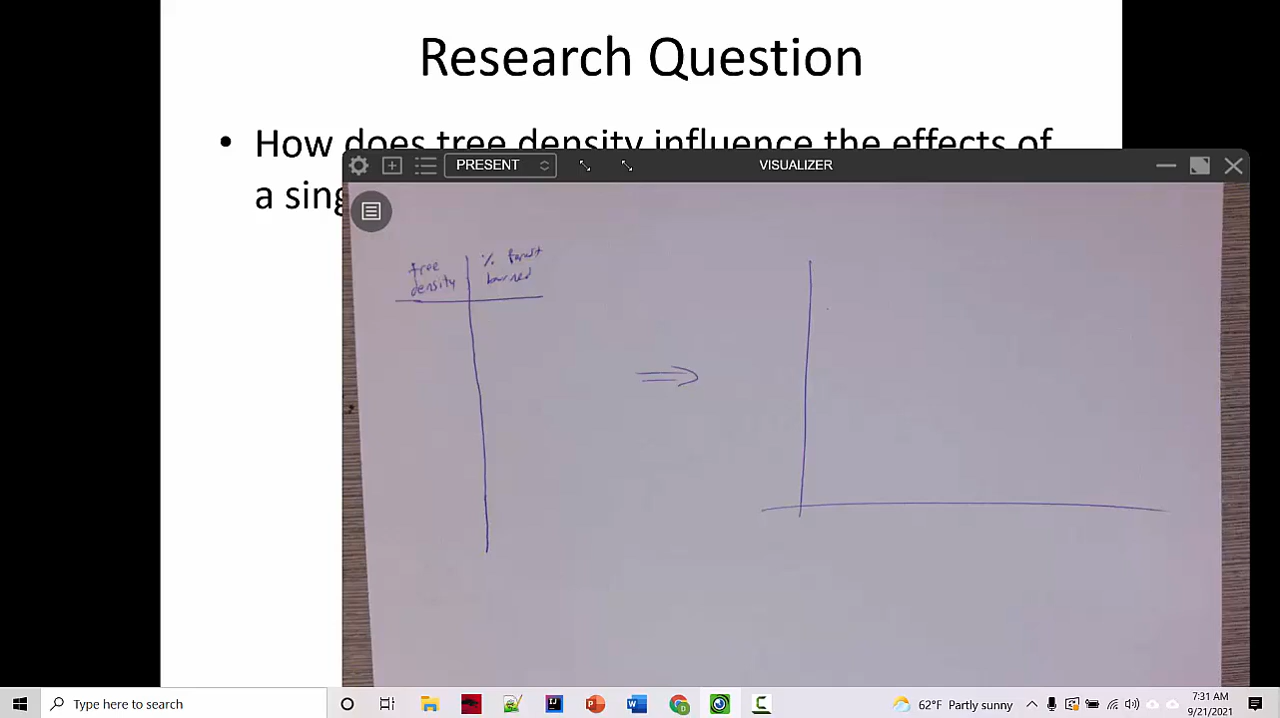 Research Question
• How does tree density influence the effects of
a sing
PRESENT
VISUALIZER
tree
density
% forest
burned
Type here to search
62°F Partly sunny
7:31 AM
9/21/2021